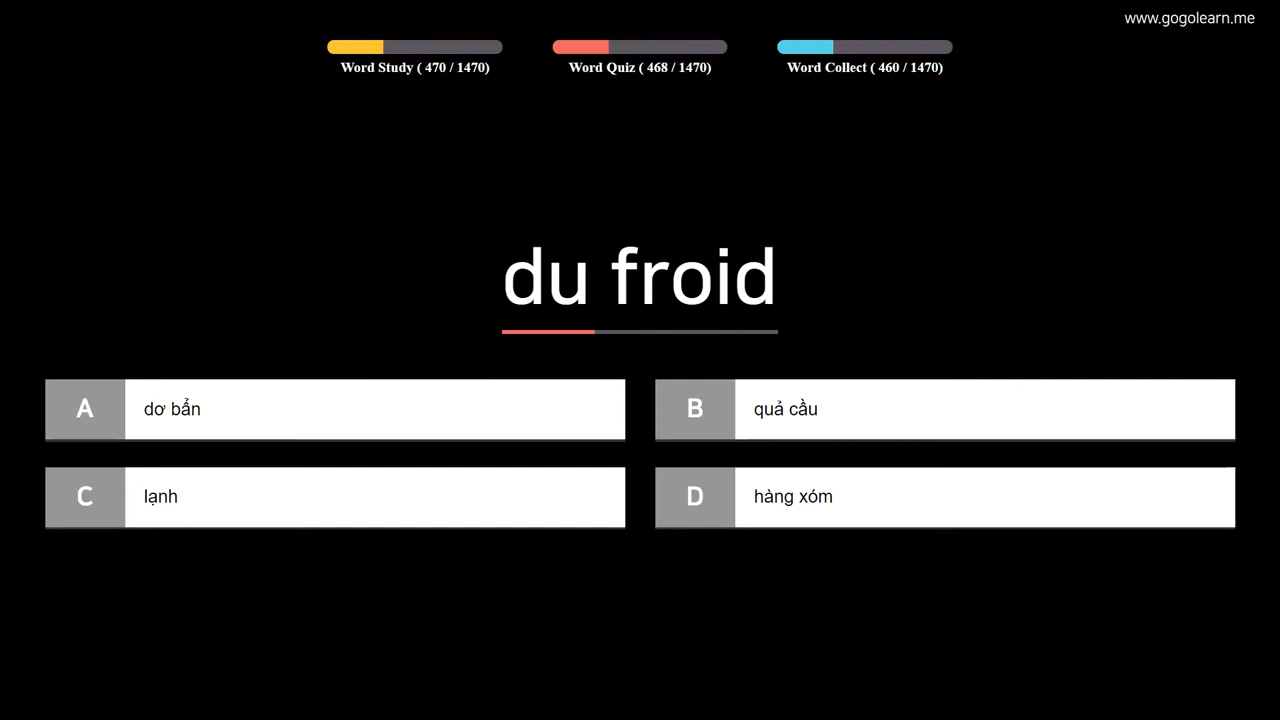 www.gogolearn.me
Word Study ( 470 / 1470)
Word Quiz ( 468 / 1470)
Word Collect ( 460 / 1470)
du froid
A dơ bẩn
B quả cầu
C lạnh
D hàng xóm